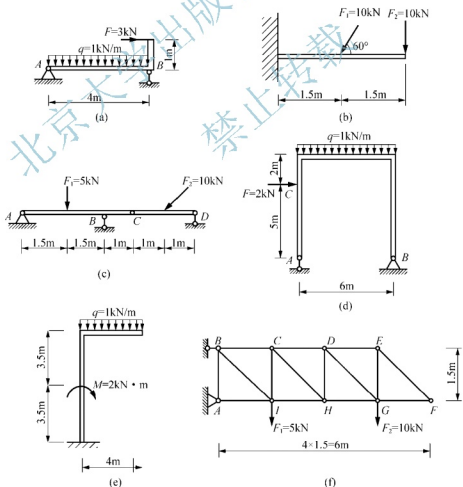 F=3kN
q=1kN/m
A
B
1m
4m
(a)
F₁=10kN
F₂=10kN
60°
1.5m
1.5m
(b)
F₁=5kN
F₂=10kN
A
B
C
D
1.5m
1.5m
1m
1m
1m
(c)
q=1kN/m
2m
F=2kN
C
5m
A
B
6m
(d)
q=1kN/m
3.5m
M=2kN·m
3.5m
4m
(e)
B
C
D
E
1.5m
A
I
H
G
F
F₁=5kN
F₂=10kN
4×1.5=6m
(f)
北京大学出版
禁止转载